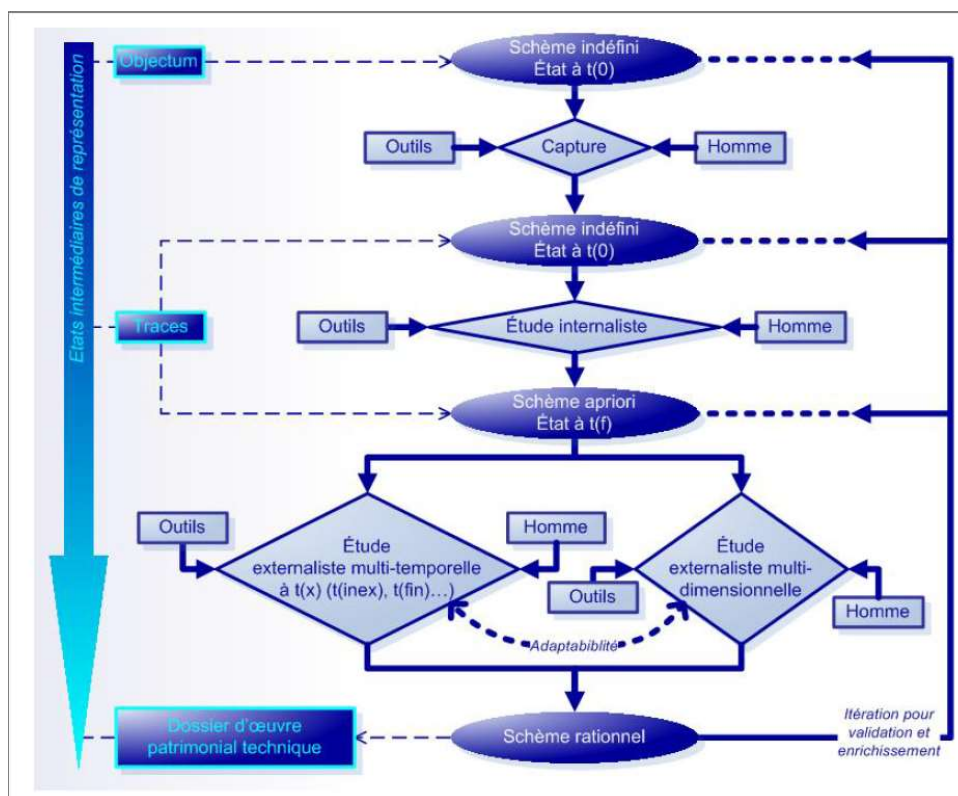 Etats intermédiaires de représentation
Objectum
Schème indéfini
État à t(0)
Outils
Capture
Homme
Schème indéfini
État à t(0)
Traces
Outils
Étude internaliste
Homme
Schème apriori
État à t(f)
Outils
Étude
externaliste multi-temporelle
à t(x) (t(inex), t(fin)…)
Homme
Outils
Étude
externaliste multi-
dimensionnelle
Homme
Adaptabiblité
Dossier d'œuvre
patrimonial technique
Schème rationnel
Itération pour
validation et
enrichissement